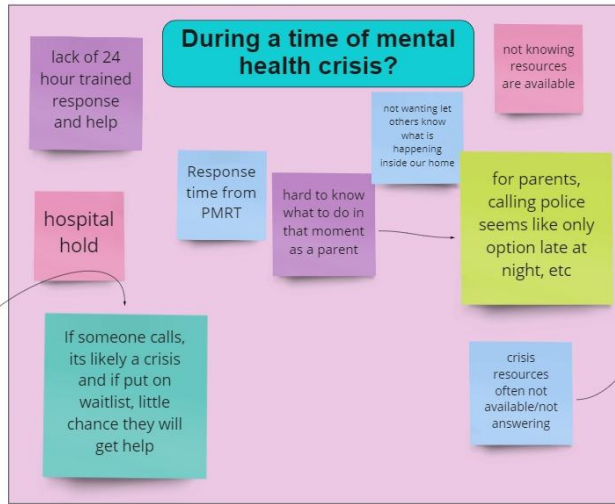 During a time of mental
health crisis?
lack of 24
hour trained
response
and help
not knowing
resources
are available
not wanting let
others know
what is
happening
inside our home
Response
time from
PMRT
hard to know
what to do in
that moment
as a parent
for parents,
calling police
seems like only
option late at
night, etc
hospital
hold
If someone calls,
its likely a crisis
and if put on
waitlist, little
chance they will
get help
crisis
resources
often not
available/not
answering